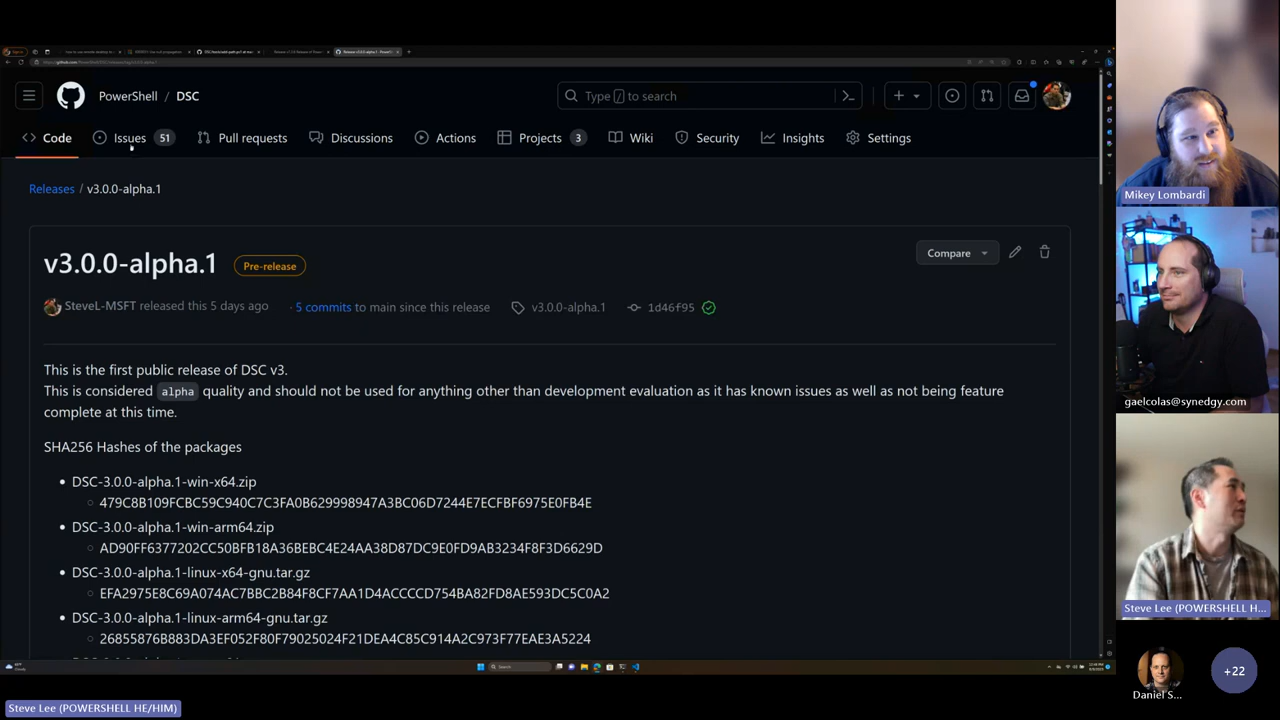 PowerShell / DSC
Type / to search
Code
Issues 51
Pull requests
Discussions
Actions
Projects 3
Wiki
Security
Insights
Settings
Releases / v3.0.0-alpha.1
v3.0.0-alpha.1 Pre-release
Compare
SteveL-MSFT released this 5 days ago · 5 commits to main since this release v3.0.0-alpha.1 1d46f95
This is the first public release of DSC v3.
This is considered alpha quality and should not be used for anything other than development evaluation as it has known issues as well as not being feature
complete at this time.
SHA256 Hashes of the packages
DSC-3.0.0-alpha.1-win-x64.zip
479C8B109FCBC59C940C7C3FA0B629998947A3BC06D7244E7ECFBF6975E0FB4E
DSC-3.0.0-alpha.1-win-arm64.zip
AD90FF6377202CC50BFB18A36BEBC4E24AA38D87DC9E0FD9AB3234F8F3D6629D
DSC-3.0.0-alpha.1-linux-x64-gnu.tar.gz
EFA2975E8C69A074AC7BBC2B84F8CF7AA1D4ACCCCD754BA82FD8AE593DC5C0A2
DSC-3.0.0-alpha.1-linux-arm64-gnu.tar.gz
26855876B883DA3EF052F80F79025024F21DEA4C85C914A2C973F77EAE3A5224
Search
Steve Lee (POWERSHELL HE/HIM)
Mikey Lombardi
gaelcolas@synedgy.com
Steve Lee (POWERSHELL H...
Daniel S...
+22